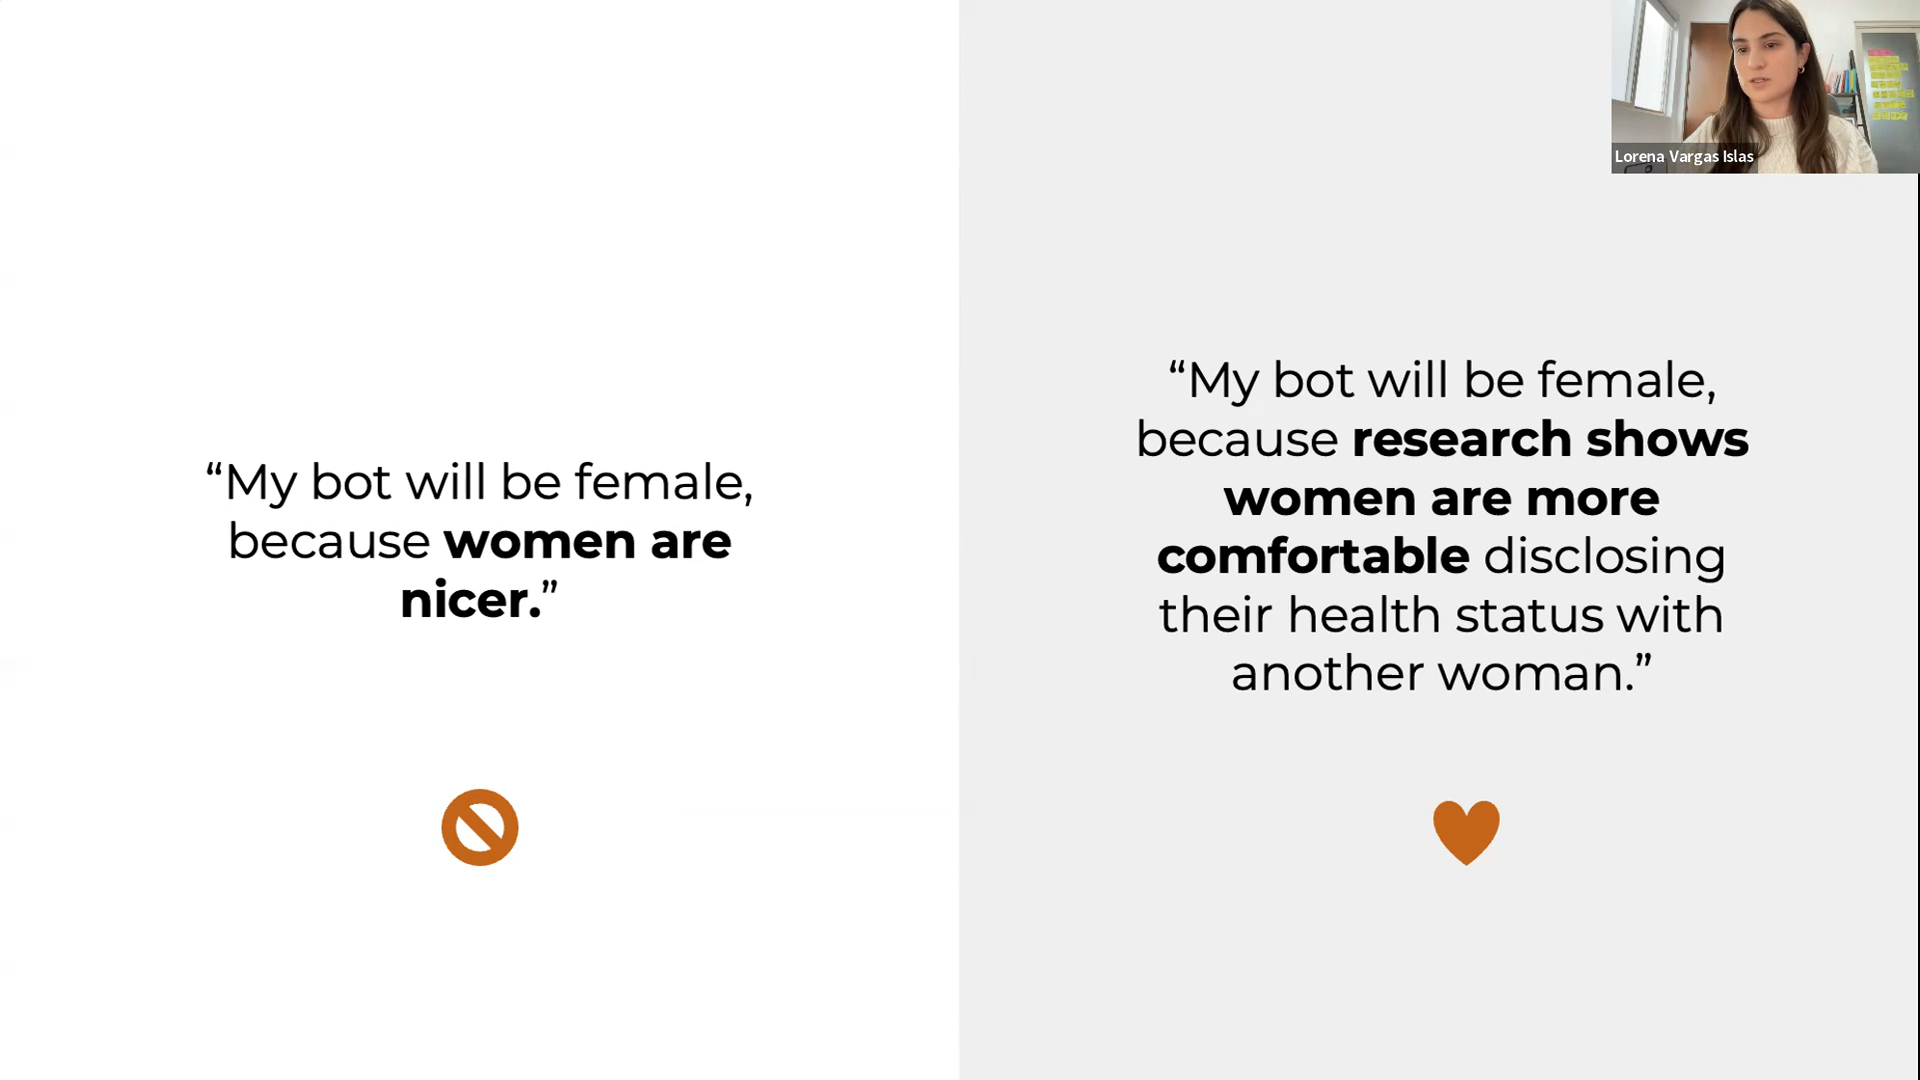 “My bot will be female,
because women are
nicer.”
“My bot will be female,
because research shows
women are more
comfortable disclosing
their health status with
another woman.”
Lorena Vargas Islas